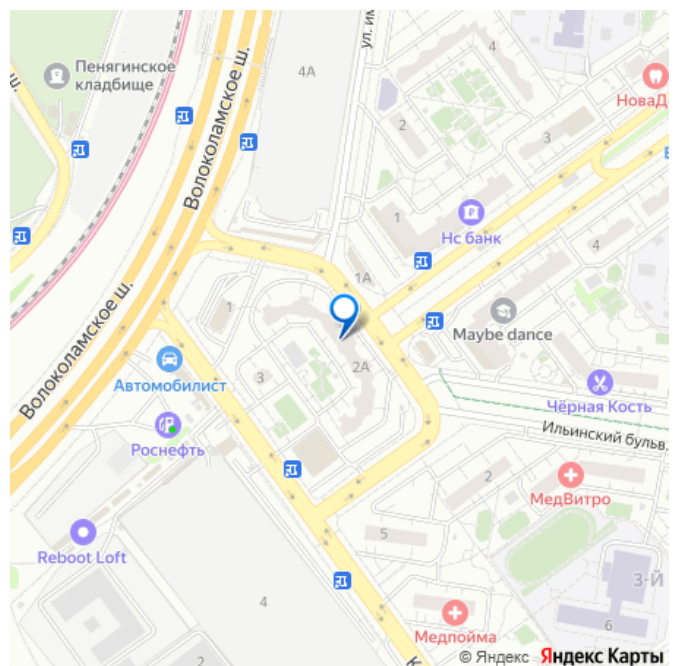 Пенягинское
кладбище
ш.
Волоколамское ш.
4А
ул. им
4
2
3
НоваД
1
Нс банк
4
1А
1
Maybe dance
2А
3
Волоколамское ш.
Автомобилист
Чёрная Кость
Ильинский бульв.
Роснефть
2
МедВитро
5
Reboot Loft
3-Й
4
6
Медпойма
2
© Яндекс Яндекс Карты